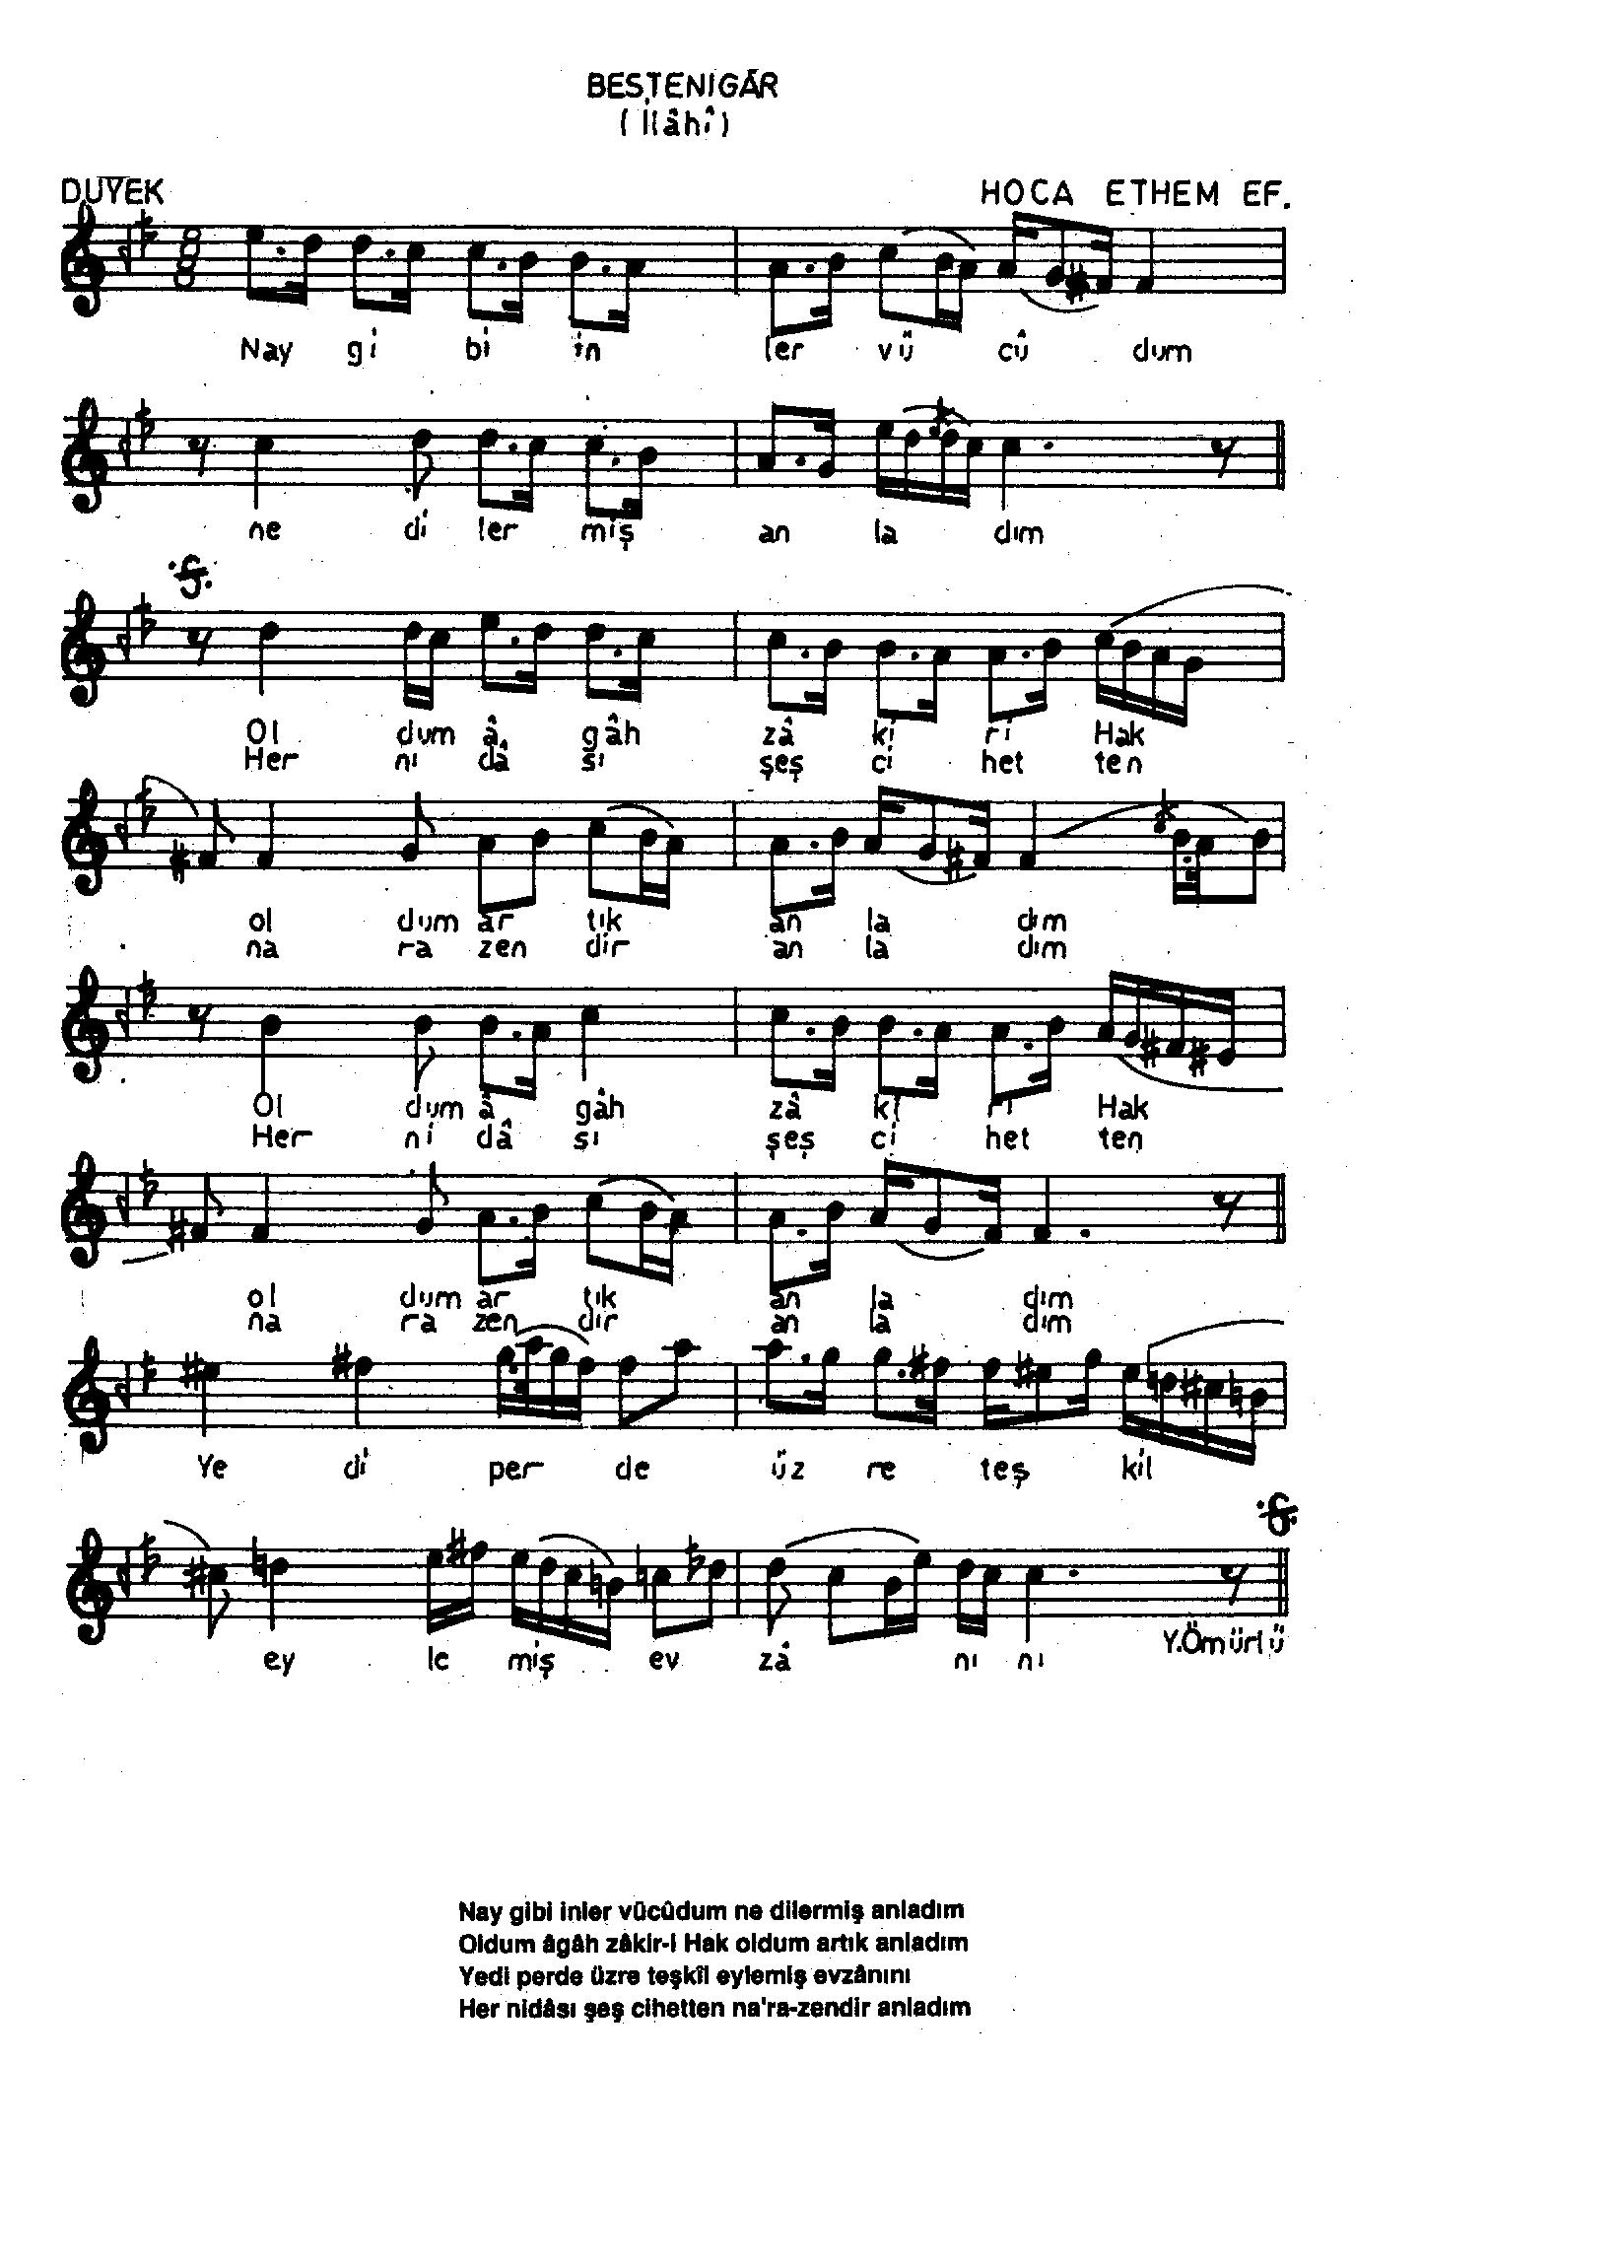 BESTENİGÂR
(İlâhî)
DÜYEK HOCA ETHEM EF.
8 8
Nay gi bi in ler vü cû dum
ne di ler miş an la dım
Ol dum â gâh zâ ki ri Hak
Her ni dâ sı şeş ci het ten
ol dum ar tık an la dım
na ra zen dir an la dım
Ol dum â gâh zâ ki ri Hak
Her ni dâ sı şeş ci het ten
ol dum ar tık an la dım
na ra zen dir an la dım
Ye di per de üz re teş kil
ey le miş ev zâ nı nı
Y.Ömürlü
Nay gibi inler vücûdum ne dilermiş anladım
Oldum âgâh zâkir-i Hak oldum artık anladım
Yedi perde üzre teşkîl eylemiş evzânını
Her nidâsı şeş cihetten na'ra-zendir anladım